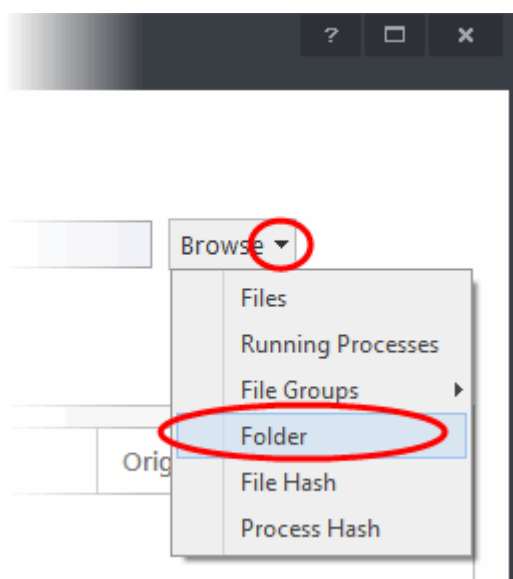 ?
Browse
Files
Running Processes
File Groups
Folder
Orig
File Hash
Process Hash